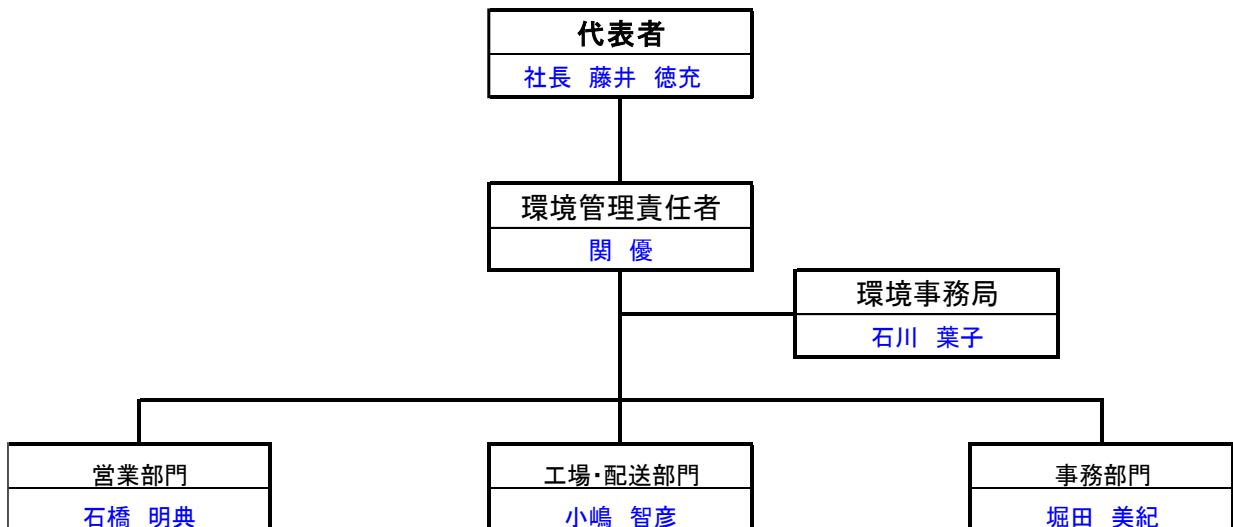 代表者
社長 藤井 徳充
環境管理責任者
関 優
環境事務局
石川 葉子
営業部門
工場・配送部門
事務部門
石橋 明典
小嶋 智彦
堀田 美紀